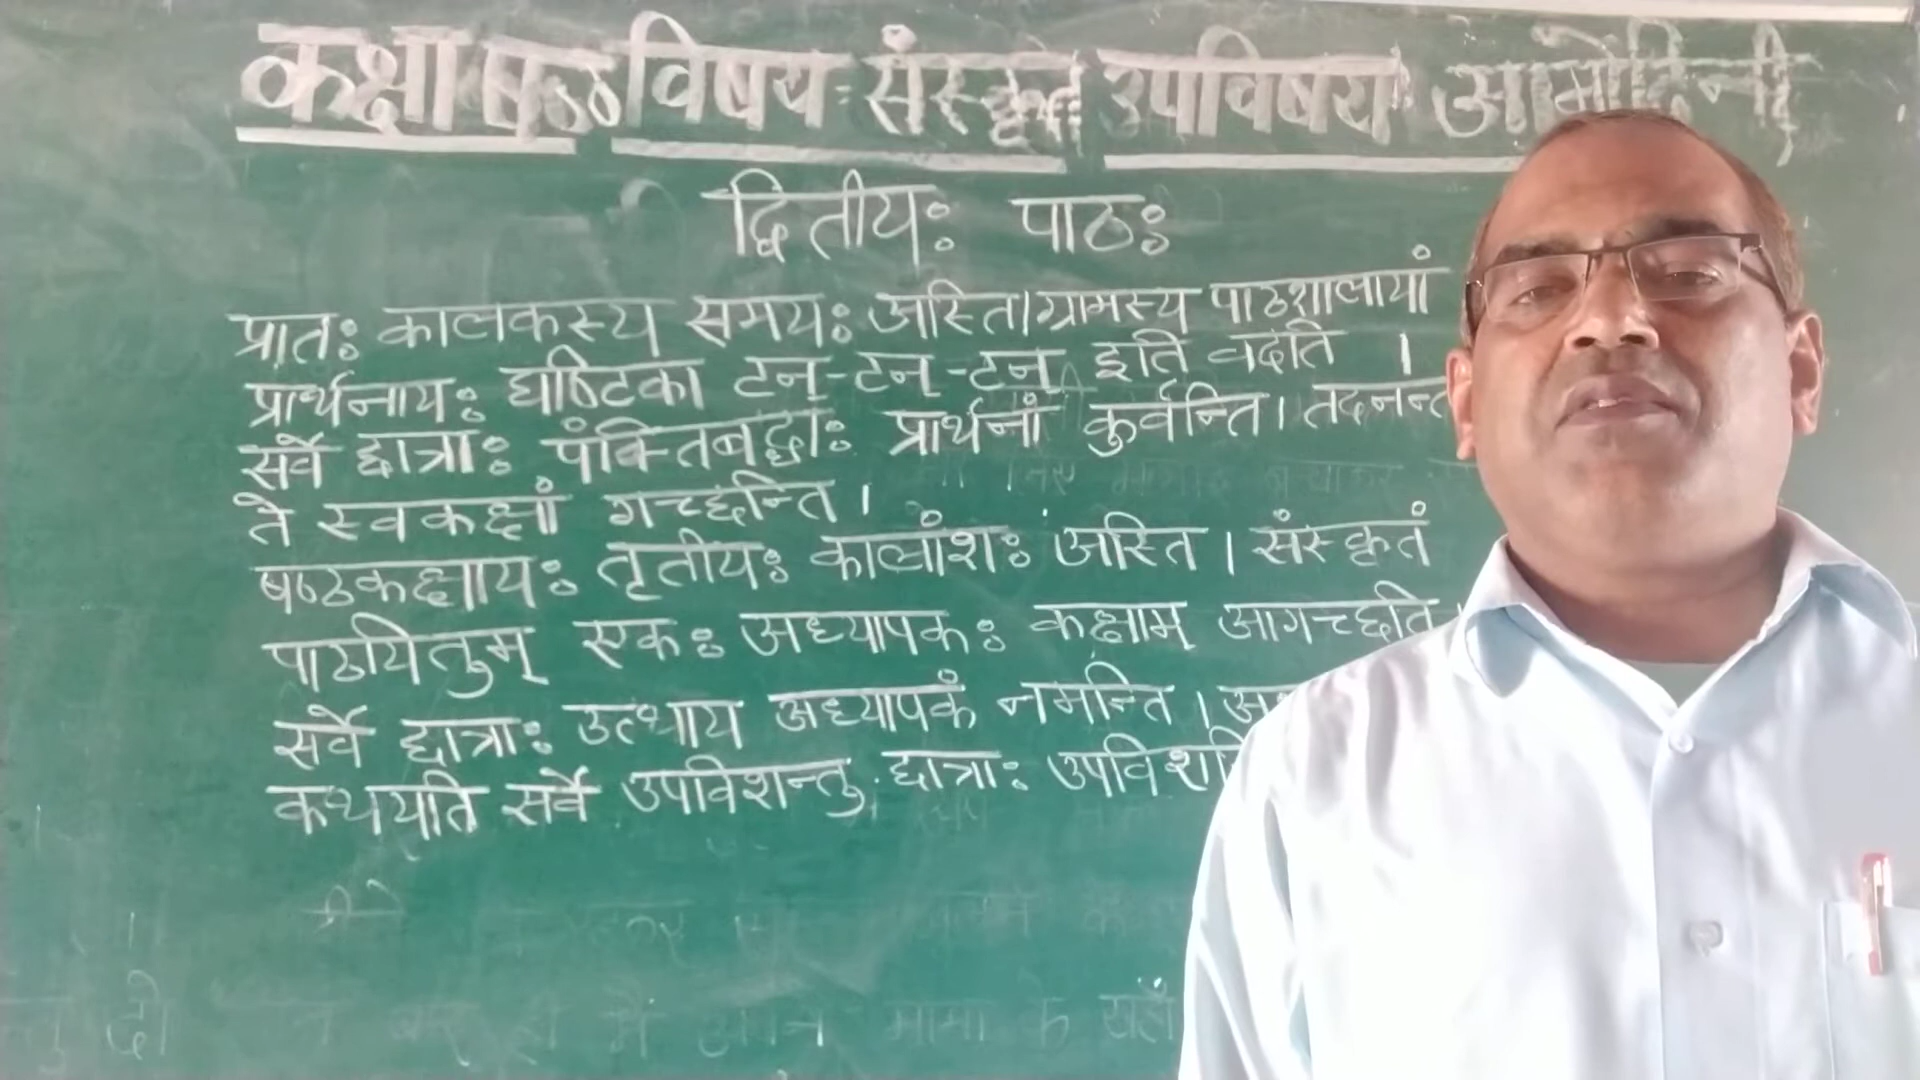 कक्षा षष्ठ विषय-संस्कृत उपविषय आमोदिनी
द्वितीयः पाठः
प्रातः कालकस्य समयः अस्ति। ग्रामस्य पाठशालायां
प्रार्थनायः घण्टिका टन्-टन्-टन् इति वदति ।
सर्वे छात्राः पंक्तिबद्धाः प्रार्थनां कुर्वन्ति।
ते स्वकक्षां गच्छन्ति ।
षष्ठकक्षायः तृतीयः कालांशः अस्ति । संस्कृतं
पाठयितुम् एकः अध्यापकः कक्षाम् आगच्छति
सर्वे छात्राः उत्थाय अध्यापकं नमन्ति ।
कथयति सर्वे उपविशन्तु. छात्राः